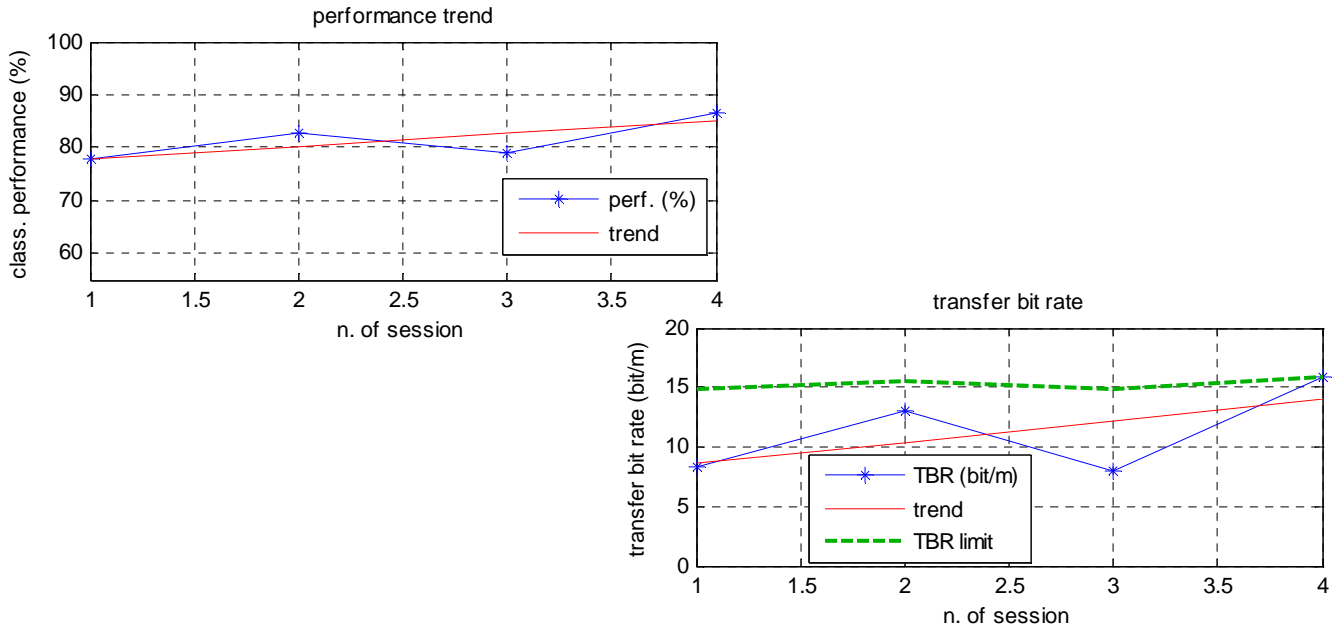 performance trend
class. performance (%)
100
90
80
70
60
perf. (%)
trend
1 1.5 2 2.5 3 3.5 4
n. of session
transfer bit rate
transfer bit rate (bit/m)
20
15
10
5
0
TBR (bit/m)
trend
TBR limit
1 1.5 2 2.5 3 3.5 4
n. of session